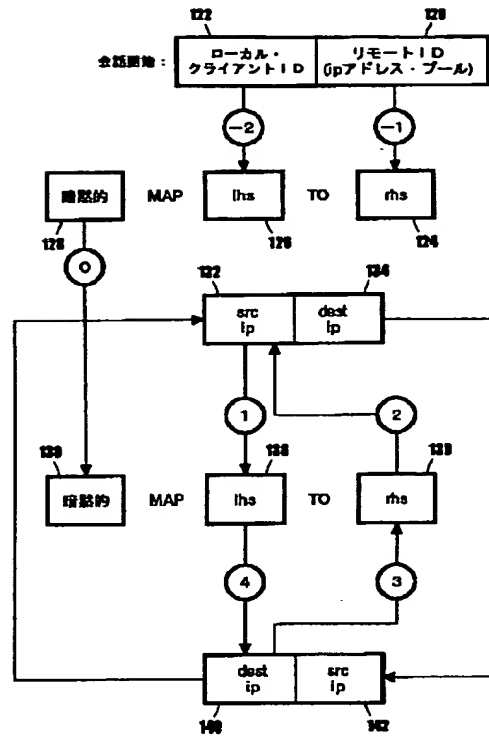 122 120
会話開始:
ローカル・
クライアントID
リモートID
(ipアドレス・プール)
-2 -1
暗黙的 MAP lhs TO rhs
128 126 124
0
132 134
src
ip
dest
ip
1 2
138 139
暗黙的 MAP lhs TO rhs
4 3
dest
ip
src
ip
140 142